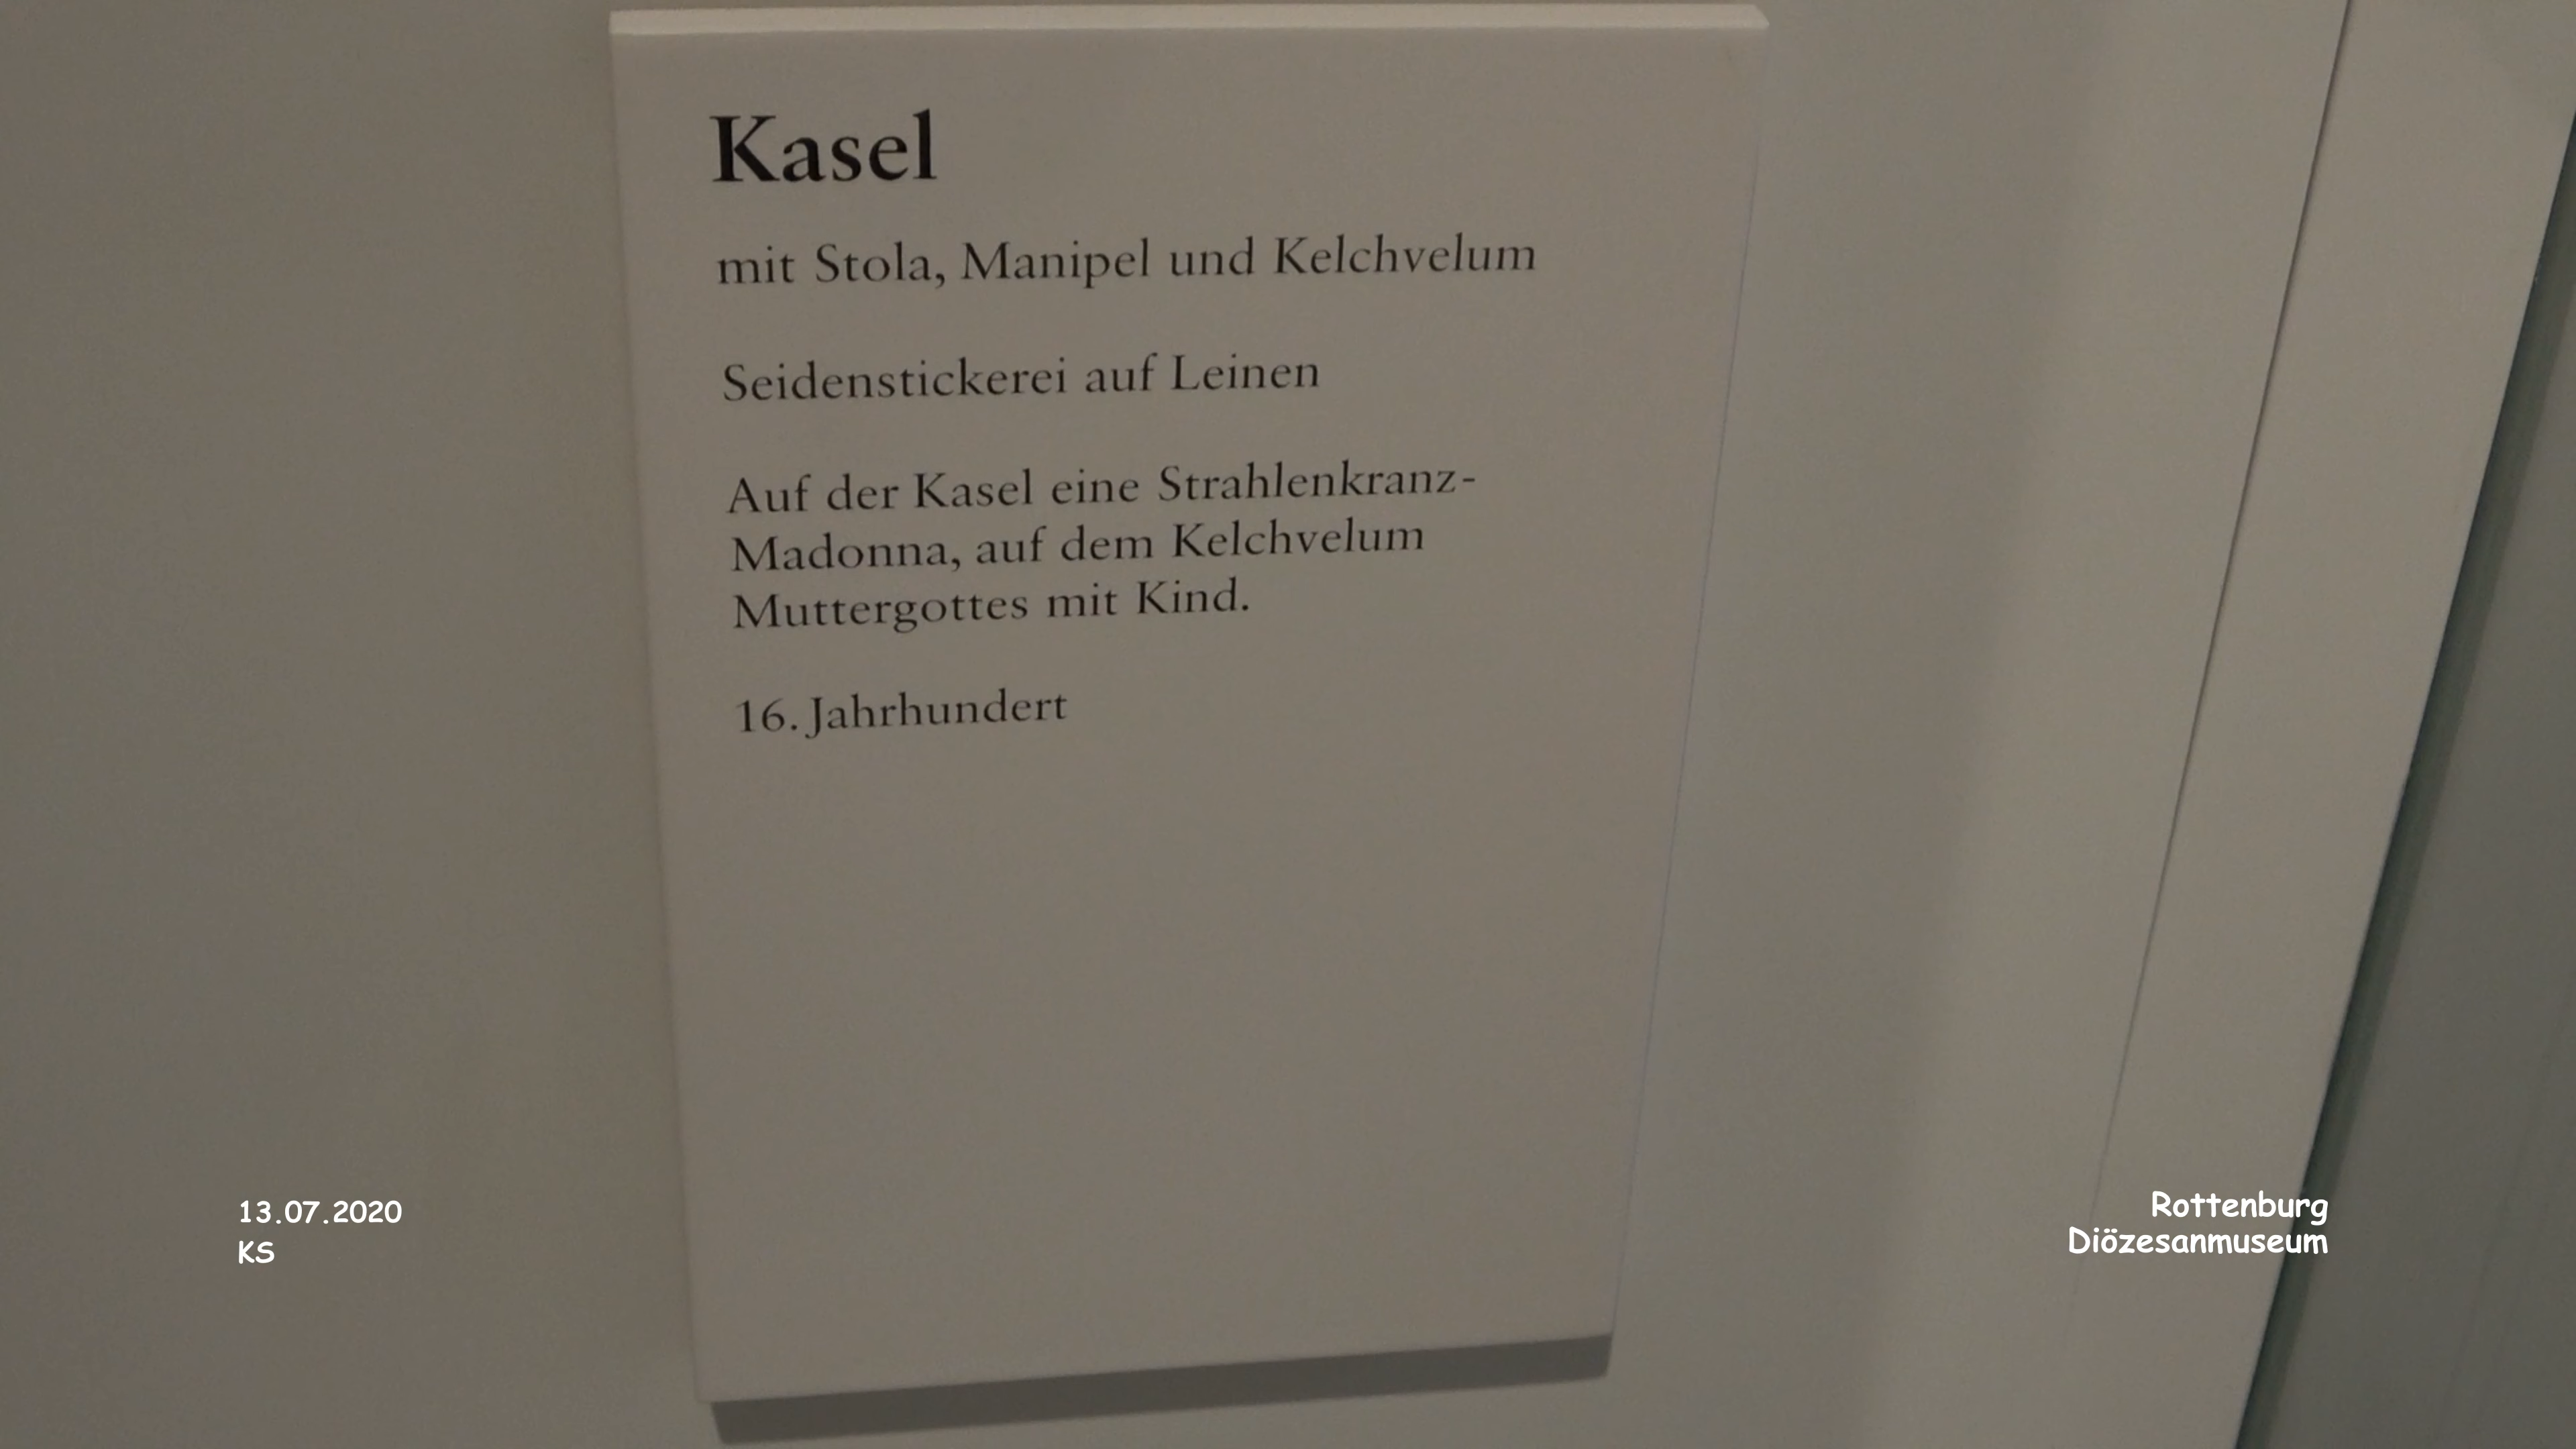 Kasel
mit Stola, Manipel und Kelchvelum
Seidenstickerei auf Leinen
Auf der Kasel eine Strahlenkranz-
Madonna, auf dem Kelchvelum
Muttergottes mit Kind.
16. Jahrhundert
13.07.2020
KS
Rottenburg
Diözesanmuseum